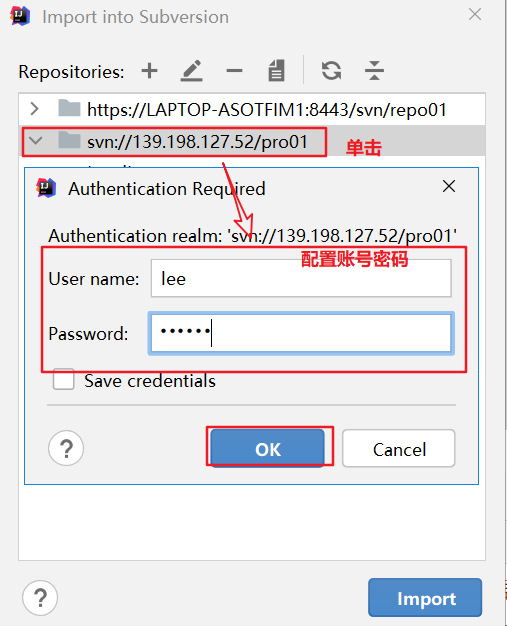 Import into Subversion
Repositories:
https://LAPTOP-ASOTFIM1:8443/svn/repo01
svn://139.198.127.52/pro01 单击
Authentication Required
Authentication realm: 'svn://139.198.127.52/pro01'
配置账号密码
User name: lee
Password: ••••••
Save credentials
? OK Cancel
? Import